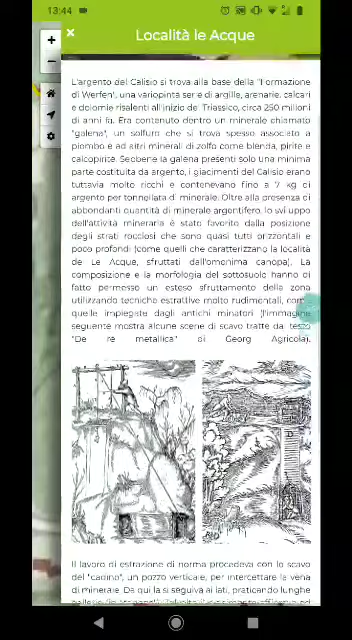 13:44
Località le Acque
L'argento del Calisio si trova alla base della "Formazione
di Werfen", una variopinta serie di argille, arenarie, calcari
e dolomie risalenti all'inizio del Triassico, circa 250 milioni
di anni fa. Era contenuto dentro un minerale chiamato
"galena", un solfuro che si trova spesso associato a
piombo e ad altri minerali di zolfo come blenda, pirite e
calcopirite. Sebbene la galena presenti solo una minima
parte costituita da argento, i giacimenti del Calisio erano
tuttavia molto ricchi e contenevano fino a 7 kg di
argento per tonnellata di minerale. Oltre alla presenza di
abbondanti quantità di minerale argentifero, lo sviluppo
dell'attività mineraria è stato favorito dalla posizione
degli strati rocciosi che sono quasi tutti orizzontali e
poco profondi (come quelli che caratterizzano la località
de Le Acque, sfruttati dall'omonima canopa). La
composizione e la morfologia del sottosuolo hanno di
fatto permesso un esteso sfruttamento della zona
utilizzando tecniche estrattive molto rudimentali, come
quelle impiegate dagli antichi minatori (l'immagine
seguente mostra alcune scene di scavo tratte dal testo
"De re metallica" di Georg Agricola).
Il lavoro di estrazione di norma procedeva con lo scavo
del "cadino", un pozzo verticale, per intercettare la vena
di minerale. Da qui la si seguiva ai lati, praticando lunghe